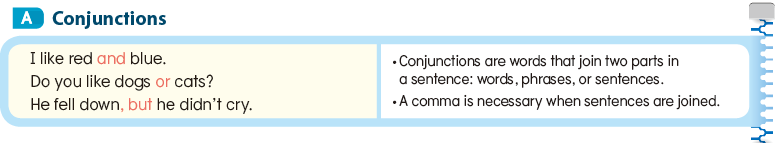 A Conjunctions
I like red and blue.
Do you like dogs or cats?
He fell down, but he didn't cry.
• Conjunctions are words that join two parts in
a sentence: words, phrases, or sentences.
• A comma is necessary when sentences are joined.